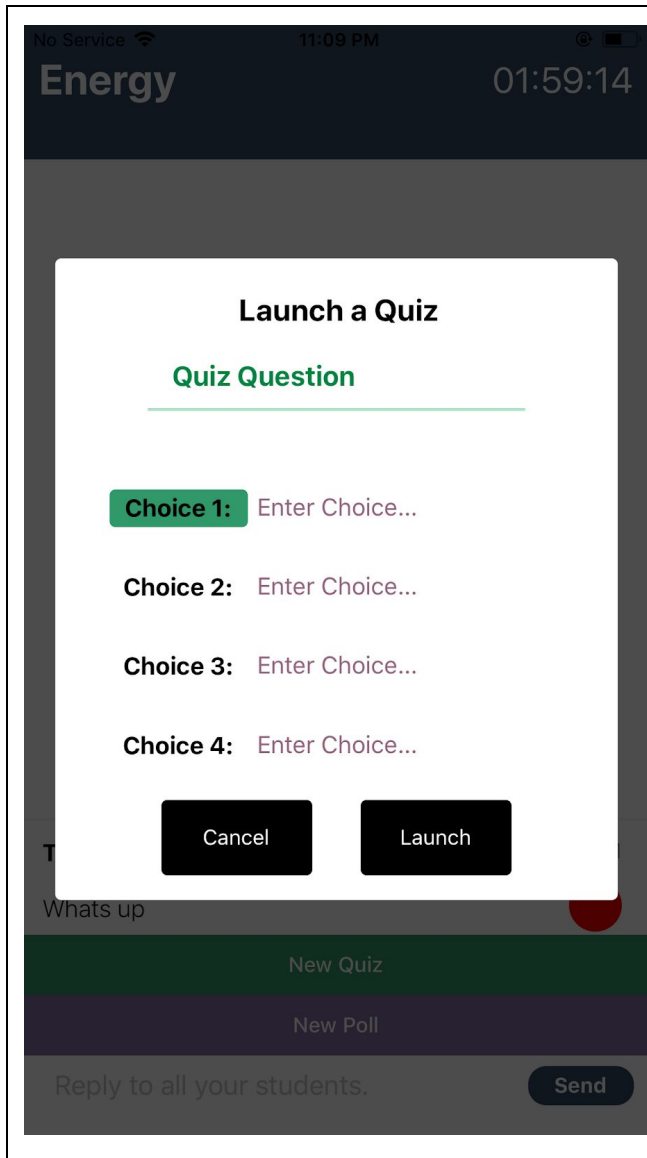 No Service 11:09 PM
Energy 01:59:14
Launch a Quiz
Quiz Question
Choice 1: Enter Choice...
Choice 2: Enter Choice...
Choice 3: Enter Choice...
Choice 4: Enter Choice...
Cancel Launch
Whats up
New Quiz
New Poll
Reply to all your students. Send